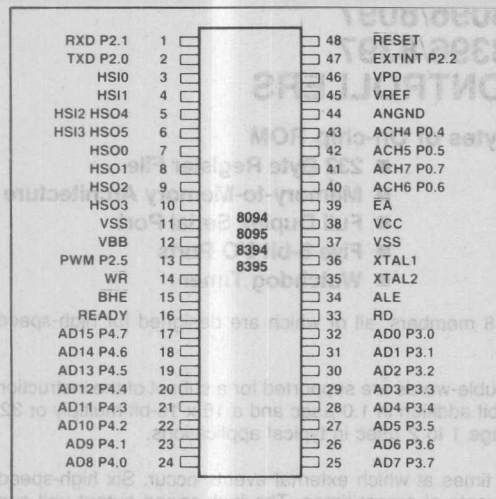 RXD P2.1 1 48 RESET
TXD P2.0 2 47 EXTINT P2.2
HSI0 3 46 VPD
HSI1 4 45 VREF
HSI2 HSO4 5 44 ANGND
HSI3 HSO5 6 43 ACH4 P0.4
HSO0 7 42 ACH5 P0.5
HSO1 8 41 ACH7 P0.7
HSO2 9 40 ACH6 P0.6
HSO3 10 39 EA
VSS 11 8094 38 VCC
VBB 12 8095 37 VSS
PWM P2.5 13 8394 36 XTAL1
WR 14 8395 35 XTAL2
BHE 15 34 ALE
READY 16 33 RD
AD15 P4.7 17 32 AD0 P3.0
AD14 P4.6 18 31 AD1 P3.1
AD13 P4.5 19 30 AD2 P3.2
AD12 P4.4 20 29 AD3 P3.3
AD11 P4.3 21 28 AD4 P3.4
AD10 P4.2 22 27 AD5 P3.5
AD9 P4.1 23 26 AD6 P3.6
AD8 P4.0 24 25 AD7 P3.7